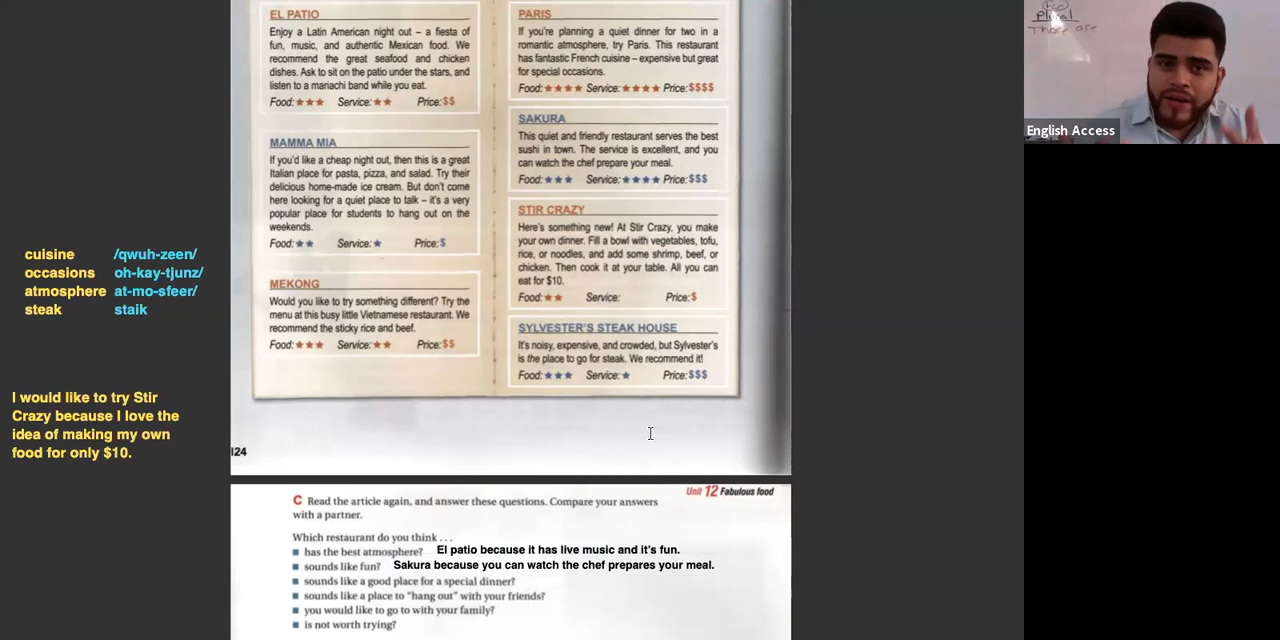 cuisine /qwuh-zeen/
occasions oh-kay-tjunz/
atmosphere at-mo-sfeer/
steak staik
I would like to try Stir
Crazy because I love the
idea of making my own
food for only $10.
EL PATIO
Enjoy a Latin American night out – a fiesta of
fun, music, and authentic Mexican food. We
recommend the great seafood and chicken
dishes. Ask to sit on the patio under the stars, and
listen to a mariachi band while you eat.
Food: ★★★ Service: ★★ Price: $$
MAMMA MIA
If you'd like a cheap night out, then this is a great
Italian place for pasta, pizza, and salad. Try their
delicious home-made ice cream. But don't come
here looking for a quiet place to talk – it's a very
popular place for students to hang out on the
weekends.
Food: ★★ Service: ★ Price: $
MEKONG
Would you like to try something different? Try the
menu at this busy little Vietnamese restaurant. We
recommend the sticky rice and beef.
Food: ★★★ Service: ★★ Price: $$
PARIS
If you're planning a quiet dinner for two in a
romantic atmosphere, try Paris. This restaurant
has fantastic French cuisine – expensive but great
for special occasions.
Food: ★★★★ Service: ★★★★ Price: $$$$
SAKURA
This quiet and friendly restaurant serves the best
sushi in town. The service is excellent, and you
can watch the chef prepare your meal.
Food: ★★★ Service: ★★★★ Price: $$$
STIR CRAZY
Here's something new! At Stir Crazy, you make
your own dinner. Fill a bowl with vegetables, tofu,
rice, or noodles, and add some shrimp, beef, or
chicken. Then cook it at your table. All you can
eat for $10.
Food: ★★ Service: Price: $
SYLVESTER'S STEAK HOUSE
It's noisy, expensive, and crowded, but Sylvester's
is the place to go for steak. We recommend it!
Food: ★★★ Service: ★ Price: $$$
124
Unit 12 Fabulous food
C Read the article again, and answer these questions. Compare your answers
with a partner.
Which restaurant do you think . . .
■ has the best atmosphere? El patio because it has live music and it's fun.
■ sounds like fun? Sakura because you can watch the chef prepares your meal.
■ sounds like a good place for a special dinner?
■ sounds like a place to "hang out" with your friends?
■ you would like to go to with your family?
■ is not worth trying?
Plural
Those are
English Access